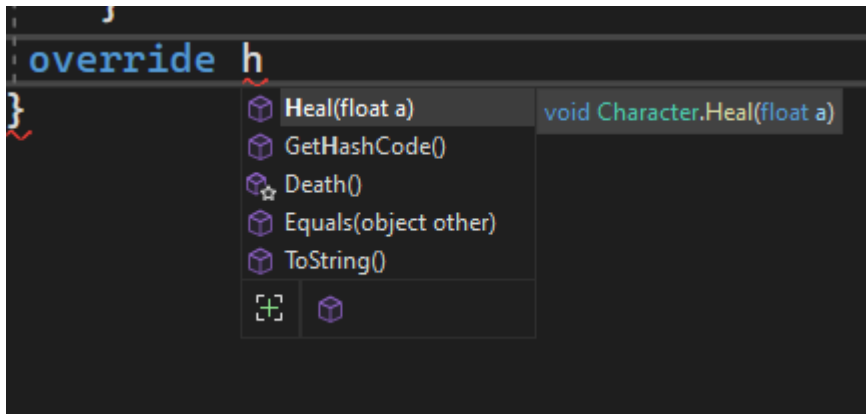 }
override h
}
Heal(float a)
void Character.Heal(float a)
GetHashCode()
Death()
Equals(object other)
ToString()